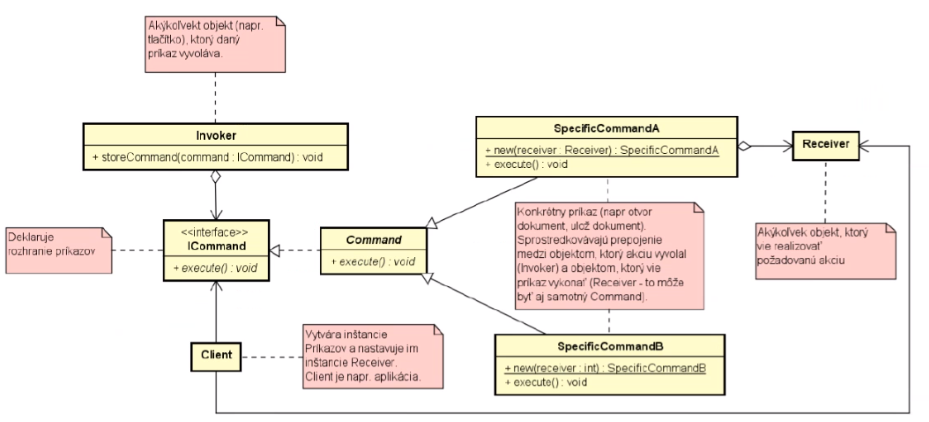 Akýkoľvekt objekt (napr.
tlačítko), ktorý daný
príkaz vyvoláva.
Invoker
+ storeCommand(command : ICommand) : void
SpecificCommandA
+ new(receiver : Receiver) : SpecificCommandA
+ execute() : void
Receiver
Deklaruje
rozhranie príkazov
<<interface>>
ICommand
+ execute() : void
Command
+ execute() : void
Konkrétny príkaz (napr otvor
dokument, ulož dokument).
Sprostredkovávajú prepojenie
medzi objektom, ktorý akciu vyvolal
(Invoker) a objektom, ktorý vie
príkaz vykonať (Receiver - to môže
byť aj samotný Command).
Akýkoľvek objekt, ktorý
vie realizovať
požadovanú akciu
Client
Vytvára inštancie
Príkazov a nastavuje im
inštancie Receiver.
Client je napr. aplikácia.
SpecificCommandB
+ new(receiver : int) : SpecificCommandB
+ execute() : void